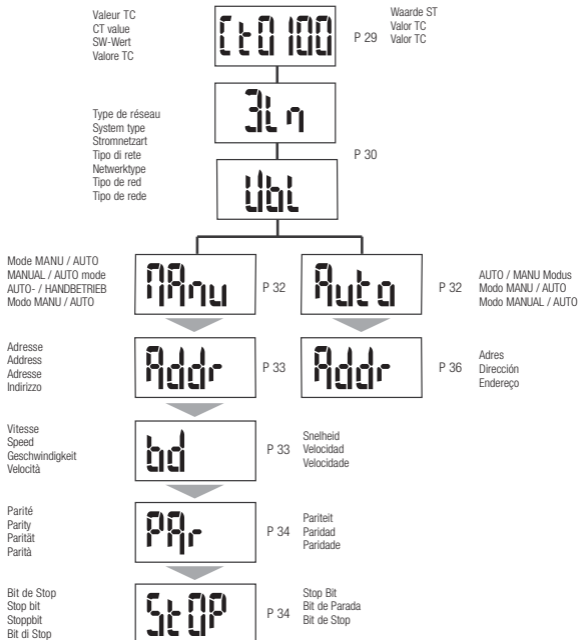 Valeur TC
CT value
SW-Wert
Valore TC
Ct0100
P 29
Waarde ST
Valor TC
Valor TC
Type de réseau
System type
Stromnetzart
Tipo di rete
Netwerktype
Tipo de red
Tipo de rede
3Ln
Ubl
P 30
Mode MANU / AUTO
MANUAL / AUTO mode
AUTO- / HANDBETRIEB
Modo MANU / AUTO
MAnu
P 32
Auto
P 32
AUTO / MANU Modus
Modo MANU / AUTO
Modo MANUAL / AUTO
Adresse
Address
Adresse
Indirizzo
Addr
P 33
Addr
P 36
Adres
Dirección
Endereço
Vitesse
Speed
Geschwindigkeit
Velocità
bd
P 33
Snelheid
Velocidad
Velocidade
Parité
Parity
Parität
Parità
PAr
P 34
Pariteit
Paridad
Paridade
Bit de Stop
Stop bit
Stoppbit
Bit di Stop
StOP
P 34
Stop Bit
Bit de Parada
Bit de Stop